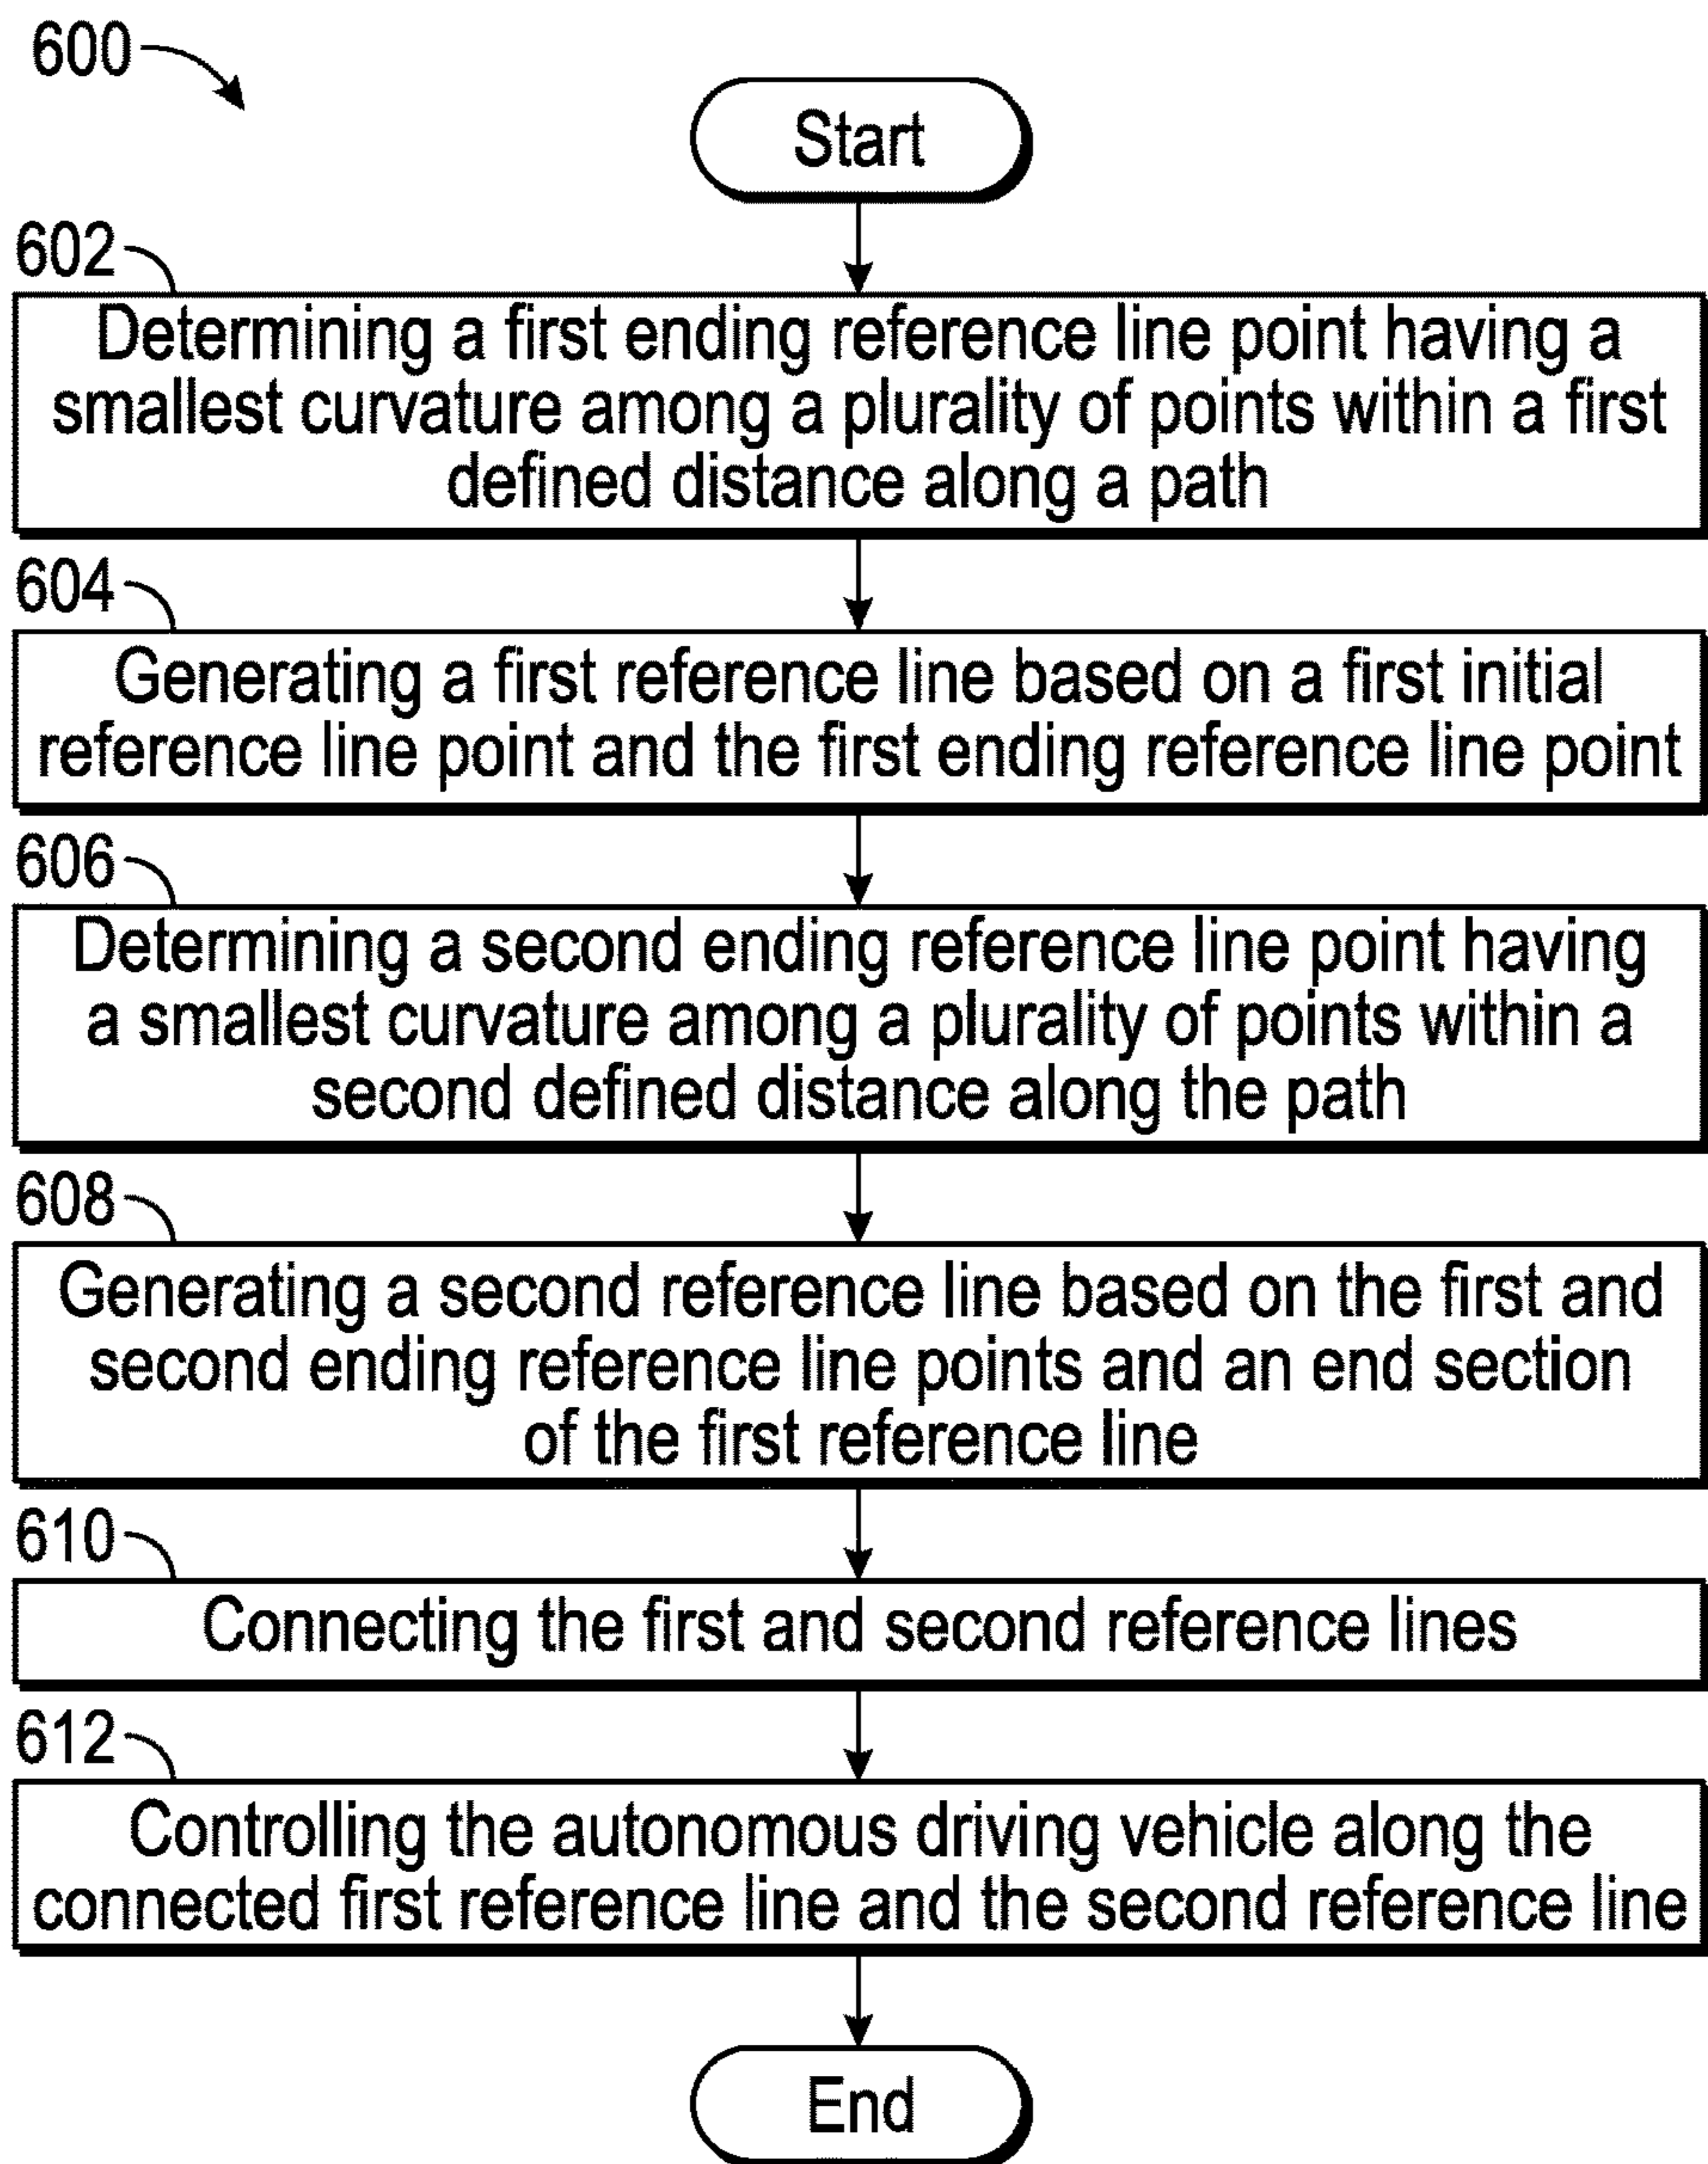 600
Start
602
Determining a first ending reference line point having a
smallest curvature among a plurality of points within a first
defined distance along a path
604
Generating a first reference line based on a first initial
reference line point and the first ending reference line point
606
Determining a second ending reference line point having
a smallest curvature among a plurality of points within a
second defined distance along the path
608
Generating a second reference line based on the first and
second ending reference line points and an end section
of the first reference line
610
Connecting the first and second reference lines
612
Controlling the autonomous driving vehicle along the
connected first reference line and the second reference line
End